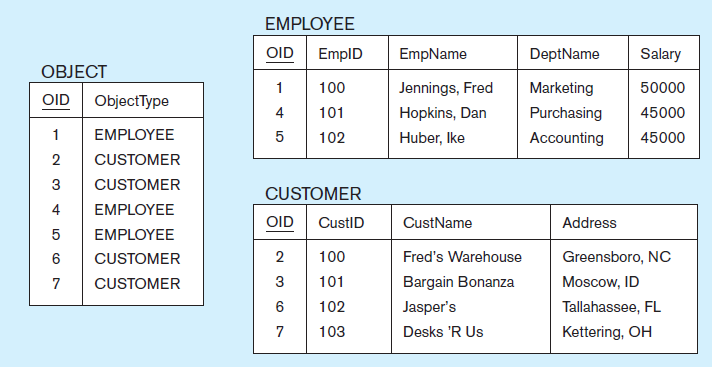 OBJECT
OID ObjectType
1 EMPLOYEE
2 CUSTOMER
3 CUSTOMER
4 EMPLOYEE
5 EMPLOYEE
6 CUSTOMER
7 CUSTOMER
EMPLOYEE
OID EmpID EmpName DeptName Salary
1 100 Jennings, Fred Marketing 50000
4 101 Hopkins, Dan Purchasing 45000
5 102 Huber, Ike Accounting 45000
CUSTOMER
OID CustID CustName Address
2 100 Fred’s Warehouse Greensboro, NC
3 101 Bargain Bonanza Moscow, ID
6 102 Jasper’s Tallahassee, FL
7 103 Desks ’R Us Kettering, OH